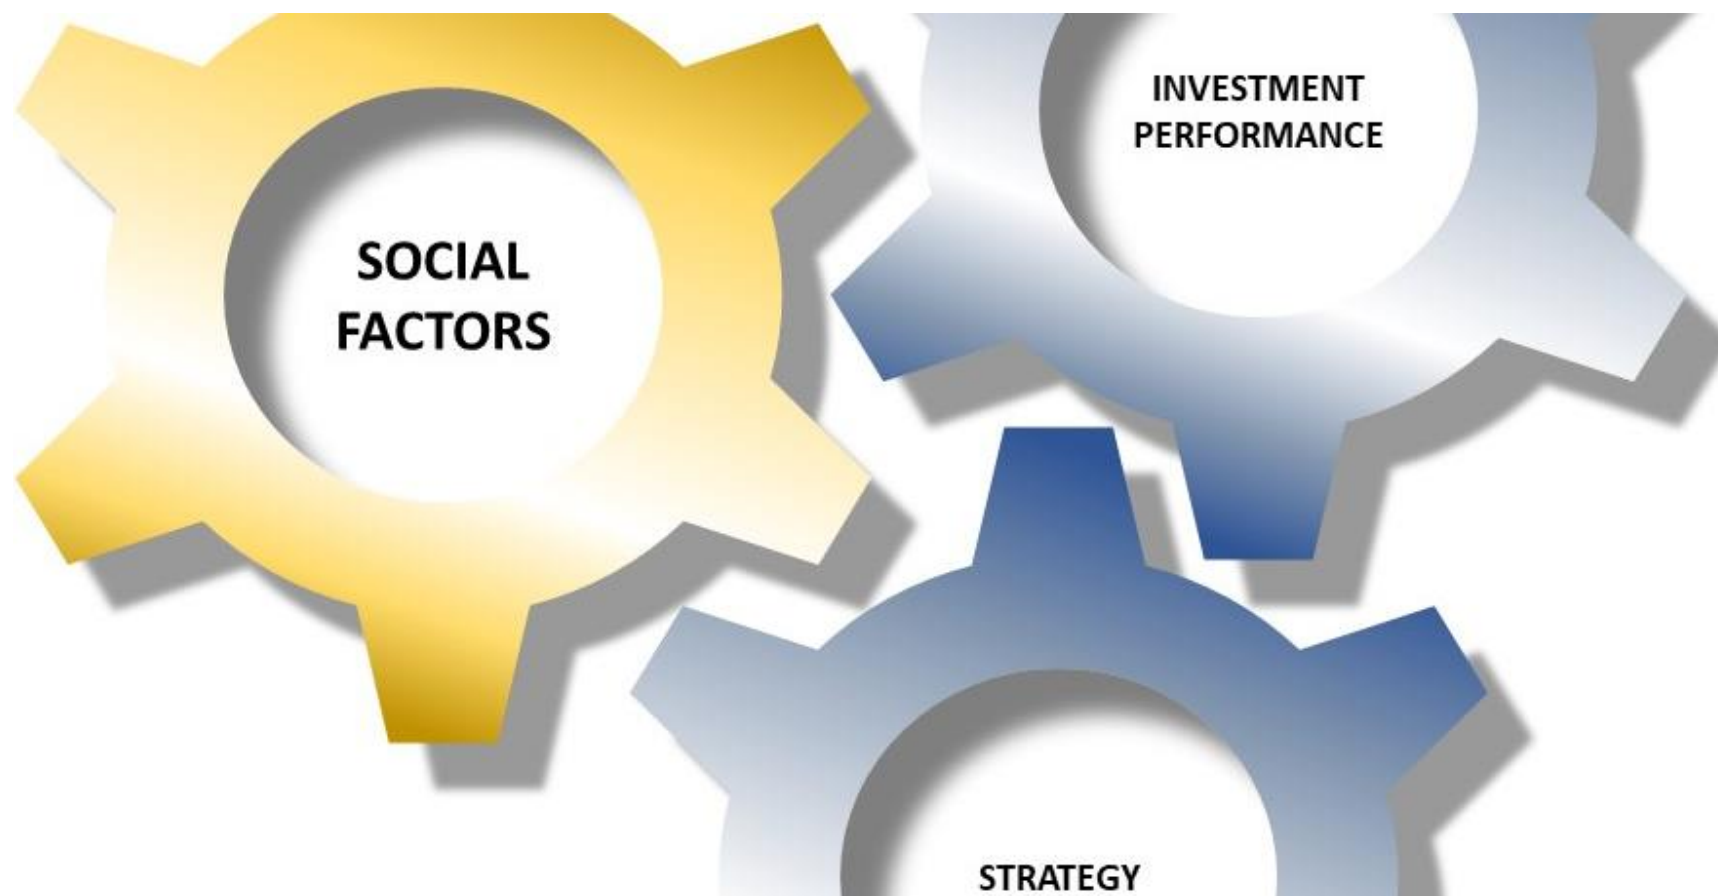 SOCIAL
FACTORS
INVESTMENT
PERFORMANCE
STRATEGY